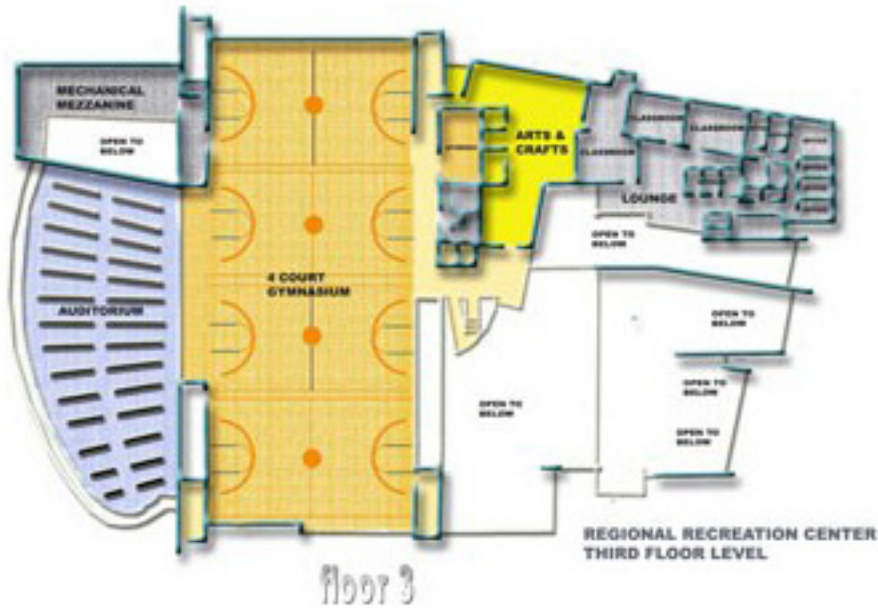 MECHANICAL
MEZZANINE
OPEN TO
BELOW
ARTS &
CRAFTS
CLASSROOM
CLASSROOM
CLASSROOM
LOUNGE
OPEN TO
BELOW
4 COURT
GYMNASIUM
AUDITORIUM
OPEN TO
BELOW
OPEN TO
BELOW
OPEN TO
BELOW
OPEN TO
BELOW
REGIONAL RECREATION CENTER
THIRD FLOOR LEVEL
floor 3